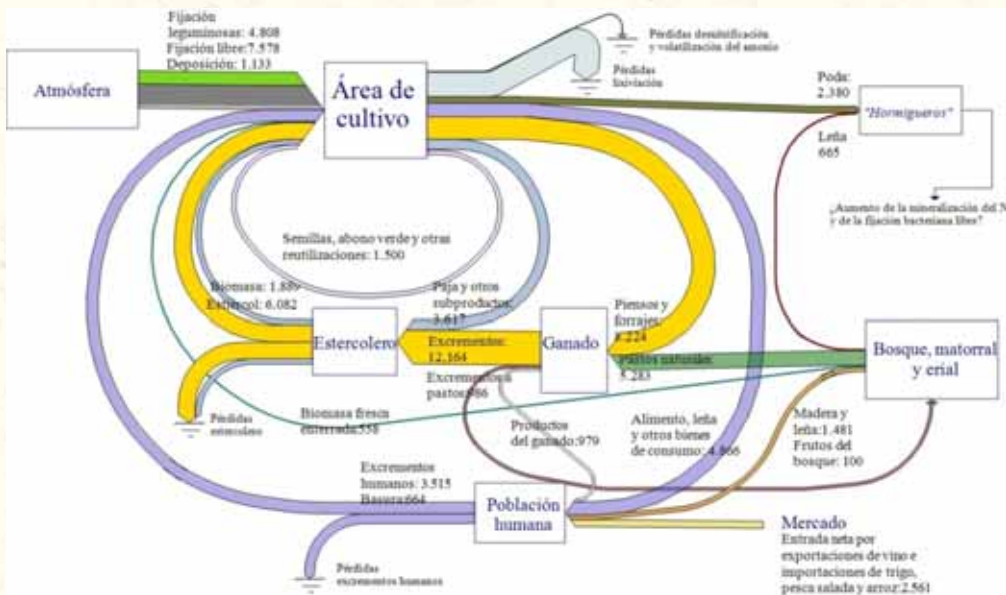 Fijación
leguminosas: 4.808
Fijación libre:7.578
Deposición: 1.133
Atmósfera
Área de
cultivo
Pérdidas desnitrificación
y volatilización del amonio
Pérdidas
lixiviación
Poda:
2.380
"Hormigueros"
Leña
665
¿Aumento de la mineralización del N
y de la fijación bacteriana libre?
Semillas, abono verde y otras
reutilizaciones: 1.500
Biomasa: 1.889
Estiércol: 6.082
Paja y otros
subproductos:
3.617
Piensos y
forrajes:
Estercolero
Excrementos:
12.164
Ganado
Pastos naturales:
5.283
Bosque, matorral
y erial
Excrementos
Pérdidas
estercolero
Biomasa fresca
enterrada:558
Productos
del ganado:979
Alimento, leña
y otros bienes
de consumo: 4.866
Madera y
leña:1.481
Frutos del
bosque: 100
Excrementos
humanos: 3.515
Basura:664
Población
humana
Mercado
Entrada neta por
exportaciones de vino e
importaciones de trigo,
pesca salada y arroz:2.561
Pérdidas
excrementos humanos